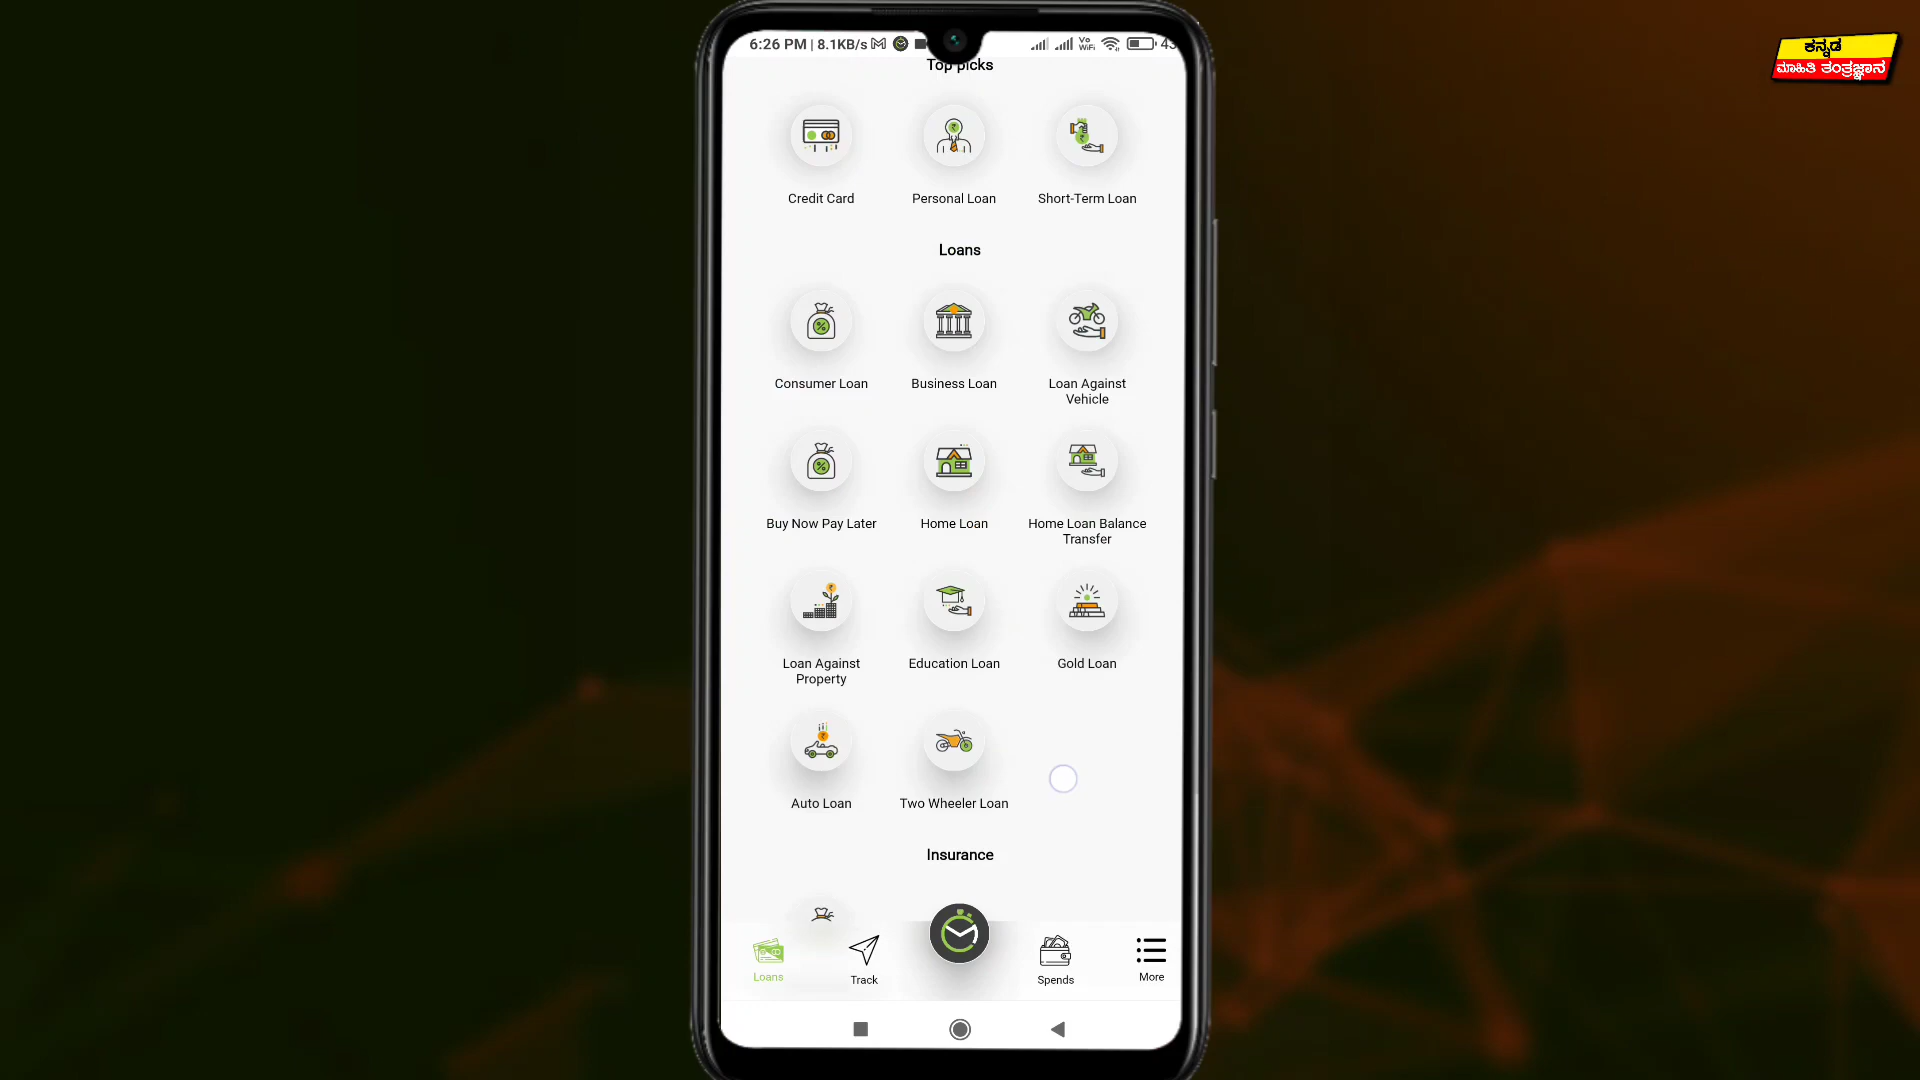 6:26 PM | 8.1KB/s
Vo
WiFi
ಕನ್ನಡ
ಮಾಹಿತಿ ತಂತ್ರಜ್ಞಾನ
Top picks
Credit Card
Personal Loan
Short-Term Loan
Loans
Consumer Loan
Business Loan
Loan Against
Vehicle
Buy Now Pay Later
Home Loan
Home Loan Balance
Transfer
Loan Against
Property
Education Loan
Gold Loan
Auto Loan
Two Wheeler Loan
Insurance
Loans
Track
Spends
More